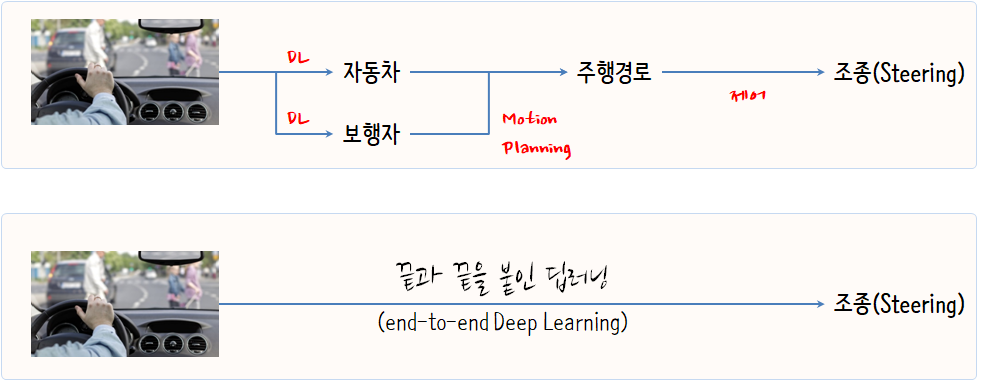 DL
자동차
주행경로
제어
조종(Steering)
DL
보행자
Motion
Planning
끝과 끝을 붙인 딥러닝
(end-to-end Deep Learning)
조종(Steering)